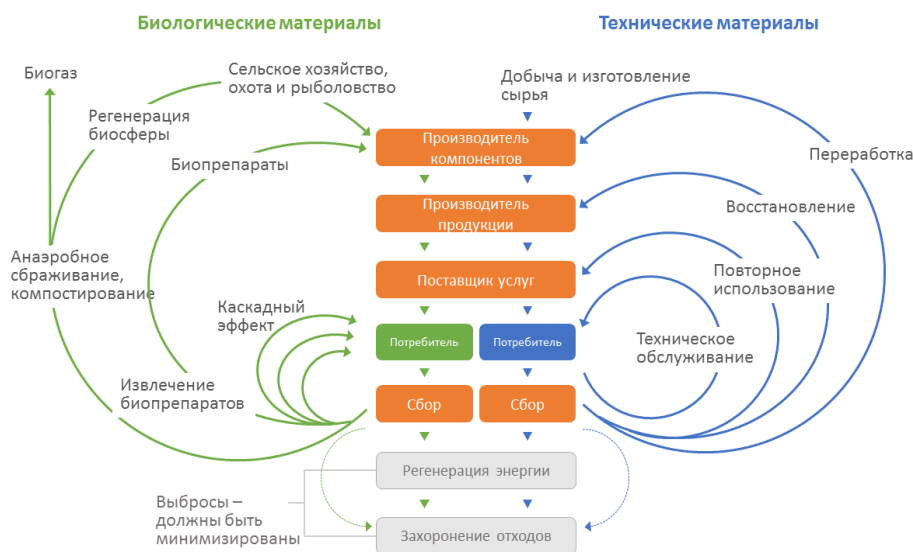 Биологические материалы
Технические материалы
Биогаз
Сельское хозяйство,
охота и рыболовство
Добыча и изготовление
сырья
Регенерация
биосферы
Биопрепараты
Производитель
компонентов
Переработка
Производитель
продукции
Восстановление
Анаэробное
сбраживание,
компостирование
Поставщик услуг
Повторное
использование
Каскадный
эффект
Потребитель
Потребитель
Техническое
обслуживание
Извлечение
биопрепаратов
Сбор
Сбор
Регенерация энергии
Выбросы –
должны быть
минимизированы
Захоронение отходов